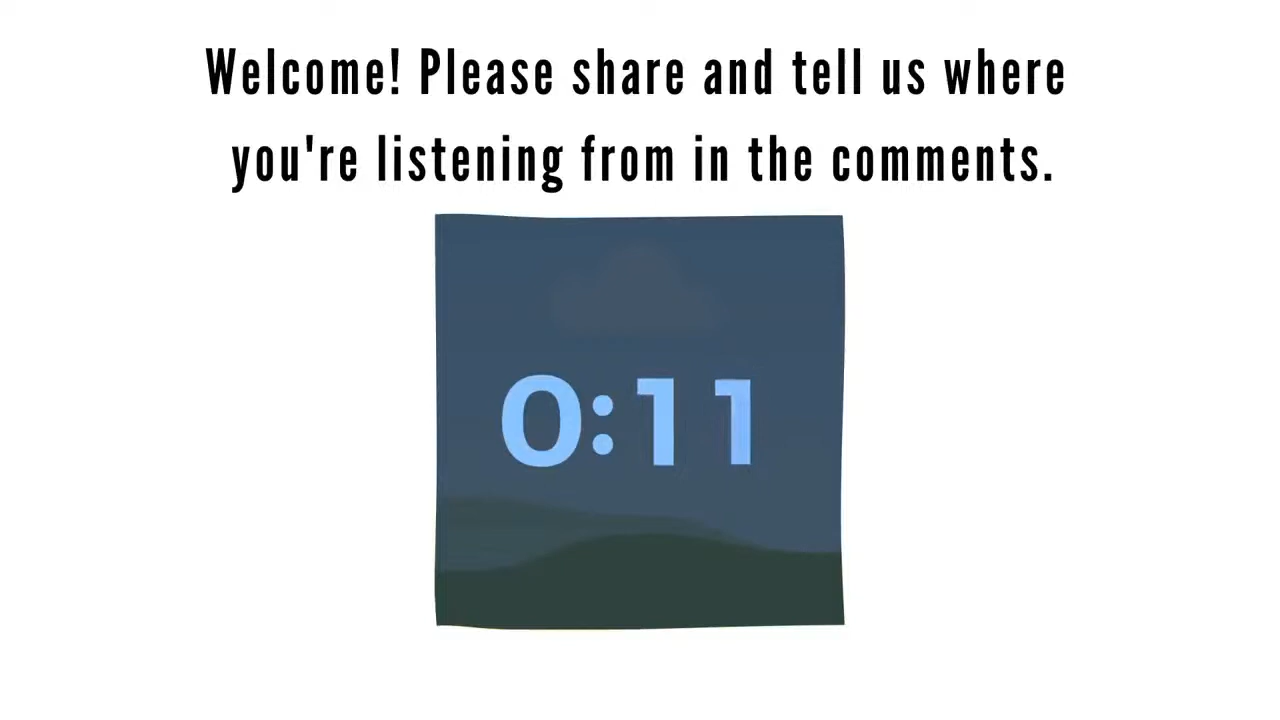 Welcome! Please share and tell us where
you're listening from in the comments.
0:11